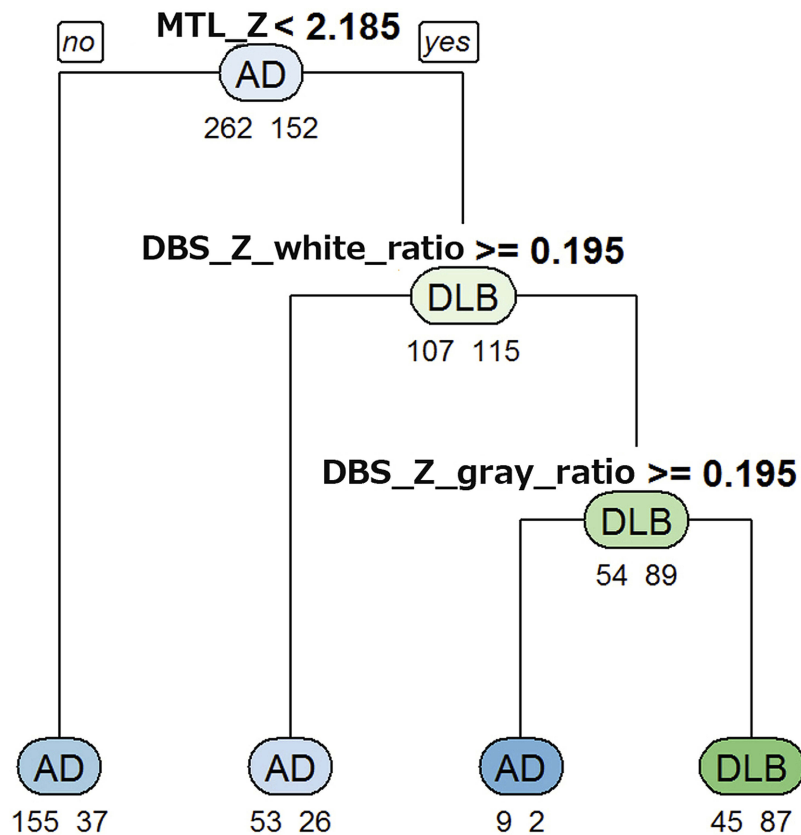 MTL_Z < 2.185
no
yes
AD
262 152
DBS_Z_white_ratio >= 0.195
DLB
107 115
DBS_Z_gray_ratio >= 0.195
DLB
54 89
AD AD AD DLB
155 37 53 26 9 2 45 87